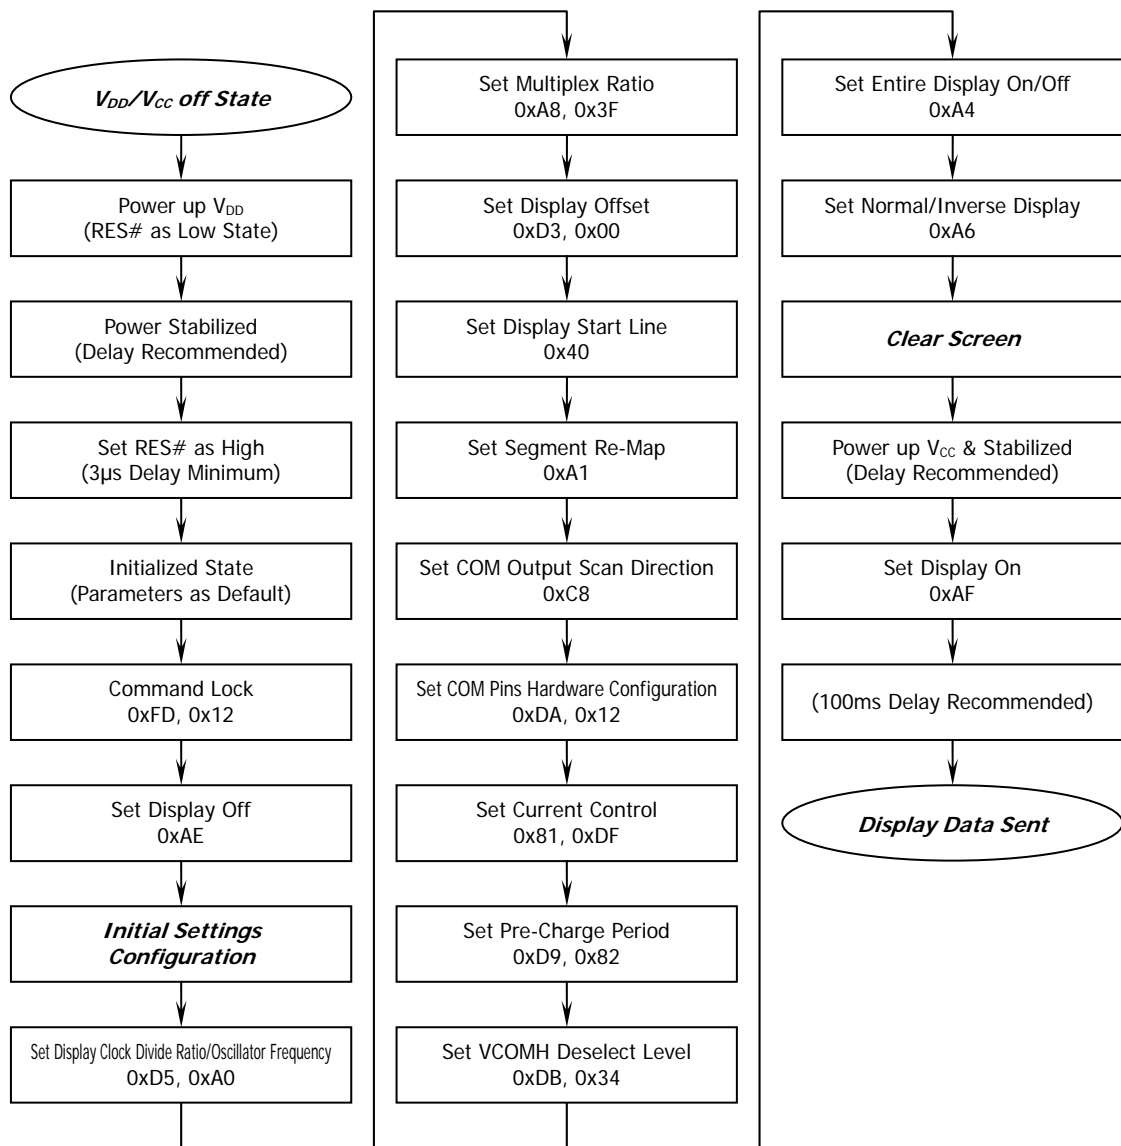 V_DD/V_CC off State
Power up V_DD
(RES# as Low State)
Power Stabilized
(Delay Recommended)
Set RES# as High
(3µs Delay Minimum)
Initialized State
(Parameters as Default)
Command Lock
0xFD, 0x12
Set Display Off
0xAE
Initial Settings
Configuration
Set Display Clock Divide Ratio/Oscillator Frequency
0xD5, 0xA0
Set Multiplex Ratio
0xA8, 0x3F
Set Display Offset
0xD3, 0x00
Set Display Start Line
0x40
Set Segment Re-Map
0xA1
Set COM Output Scan Direction
0xC8
Set COM Pins Hardware Configuration
0xDA, 0x12
Set Current Control
0x81, 0xDF
Set Pre-Charge Period
0xD9, 0x82
Set VCOMH Deselect Level
0xDB, 0x34
Set Entire Display On/Off
0xA4
Set Normal/Inverse Display
0xA6
Clear Screen
Power up V_CC & Stabilized
(Delay Recommended)
Set Display On
0xAF
(100ms Delay Recommended)
Display Data Sent